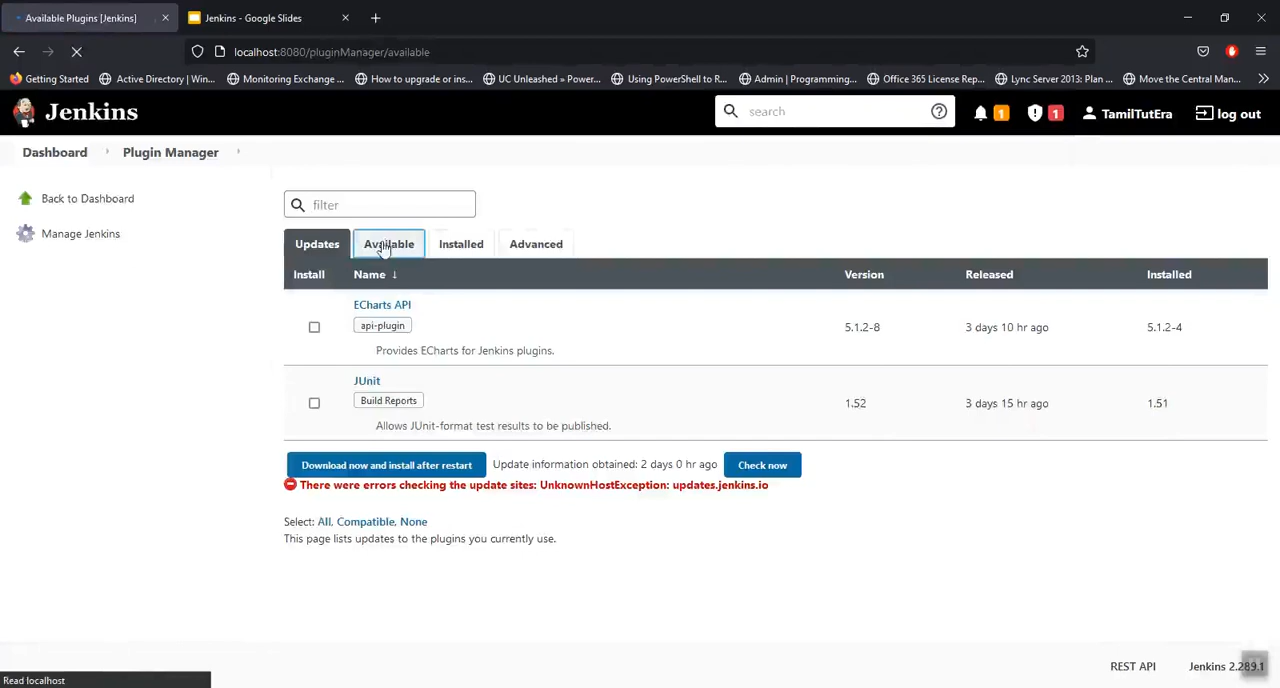 Available Plugins [Jenkins]
Jenkins - Google Slides
localhost:8080/pluginManager/available
Getting Started
Active Directory | Win...
Monitoring Exchange ...
How to upgrade or ins...
UC Unleashed » Power...
Using PowerShell to R...
Admin | Programming...
Office 365 License Rep...
Lync Server 2013: Plan ...
Move the Central Man...
Jenkins
search
1
1
TamilTutEra
log out
Dashboard
Plugin Manager
Back to Dashboard
Manage Jenkins
filter
Updates Available Installed Advanced
Install Name ↓ Version Released Installed
ECharts API
api-plugin
5.1.2-8 3 days 10 hr ago 5.1.2-4
Provides ECharts for Jenkins plugins.
JUnit
Build Reports
1.52 3 days 15 hr ago 1.51
Allows JUnit-format test results to be published.
Download now and install after restart Update information obtained: 2 days 0 hr ago Check now
There were errors checking the update sites: UnknownHostException: updates.jenkins.io
Select: All, Compatible, None
This page lists updates to the plugins you currently use.
REST API Jenkins 2.289.1
Read localhost